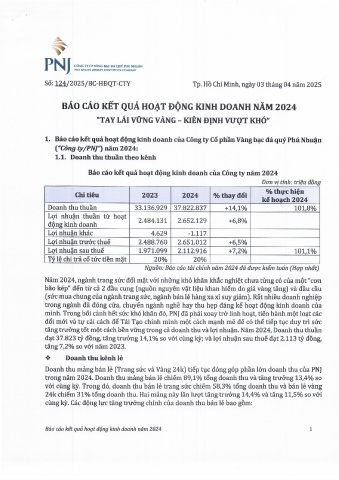 PNJ
CÔNG TY CỔ PHẦN VÀNG BẠC ĐÁ QUÝ PHÚ NHUẬN
PHU NHUAN JEWELRY JOINT STOCK COMPANY
Số: 124/2025/BC-HĐQT-CTY Tp. Hồ Chí Minh, ngày 03 tháng 04 năm 2025
BÁO CÁO KẾT QUẢ HOẠT ĐỘNG KINH DOANH NĂM 2024
"TAY LÁI VỮNG VÀNG – KIÊN ĐỊNH VƯỢT KHÓ"
1. Báo cáo kết quả hoạt động kinh doanh của Công ty Cổ phần Vàng bạc đá quý Phú Nhuận
("Công ty/PNJ") năm 2024:
1.1. Doanh thu thuần theo kênh
Báo cáo kết quả hoạt động kinh doanh của Công ty năm 2024
Đơn vị tính: triệu đồng
Chỉ tiêu 2023 2024 % thay đổi % thực hiện kế hoạch 2024
Doanh thu thuần 33.136.929 37.822.837 +14,1% 101,8%
Lợi nhuận thuần từ hoạt động kinh doanh 2.484.131 2.652.129 +6,8%
Lợi nhuận khác 4.629 -1.117
Lợi nhuận trước thuế 2.488.760 2.651.012 +6,5%
Lợi nhuận sau thuế 1.971.099 2.112.916 +7,2% 101,1%
Tỷ lệ chi trả cổ tức tiền mặt 20% 20%
Nguồn: Báo cáo tài chính năm 2024 đã được kiểm toán (Hợp nhất)
Năm 2024, ngành trang sức đối mặt với những khó khăn khắc nghiệt chưa từng có của một "cơn
bão kép" đến từ cả 2 đầu cung (nguồn nguyên vật liệu khan hiếm do giá vàng tăng) và đầu cầu
(sức mua chung của ngành trang sức, ngành bán lẻ hàng xa xỉ suy giảm). Rất nhiều doanh nghiệp
trong ngành đã đóng cửa, chuyển ngành nghề hay thu hẹp đáng kể hoạt động kinh doanh của
mình. Trong bối cảnh hết sức khó khăn đó, PNJ đã phải xoay trở linh hoạt, tiến hành một loạt các
đổi mới và tự cải cách để Tái Tạo chính mình một cách mạnh mẽ để có thể tiếp tục duy trì sức
tăng trưởng tốt một cách bền vững trong cả doanh thu và lợi nhuận. Năm 2024, Doanh thu thuần
đạt 37.823 tỷ đồng, tăng trưởng 14,1% so với cùng kỳ; và lợi nhuận sau thuế đạt 2.113 tỷ đồng,
tăng 7,2% so với năm 2023.
❖ Doanh thu kênh lẻ
Doanh thu mảng bán lẻ (Trang sức và Vàng 24k) tiếp tục đóng góp phần lớn doanh thu của PNJ
trong năm 2024. Doanh thu mảng bán lẻ chiếm 89,1% tổng doanh thu và tăng trưởng 13,4% so
với cùng kỳ. Trong đó, doanh thu bán lẻ trang sức chiếm 58,3% tổng doanh thu và bán lẻ vàng
24k chiếm 31% tổng doanh thu. Hai mảng này lần lượt tăng trưởng 14,4% và tăng 11,5% so với
cùng kỳ. Các động lực tăng trưởng chính của doanh thu bán lẻ bao gồm:
Báo cáo kết quả hoạt động kinh doanh năm 2024 1